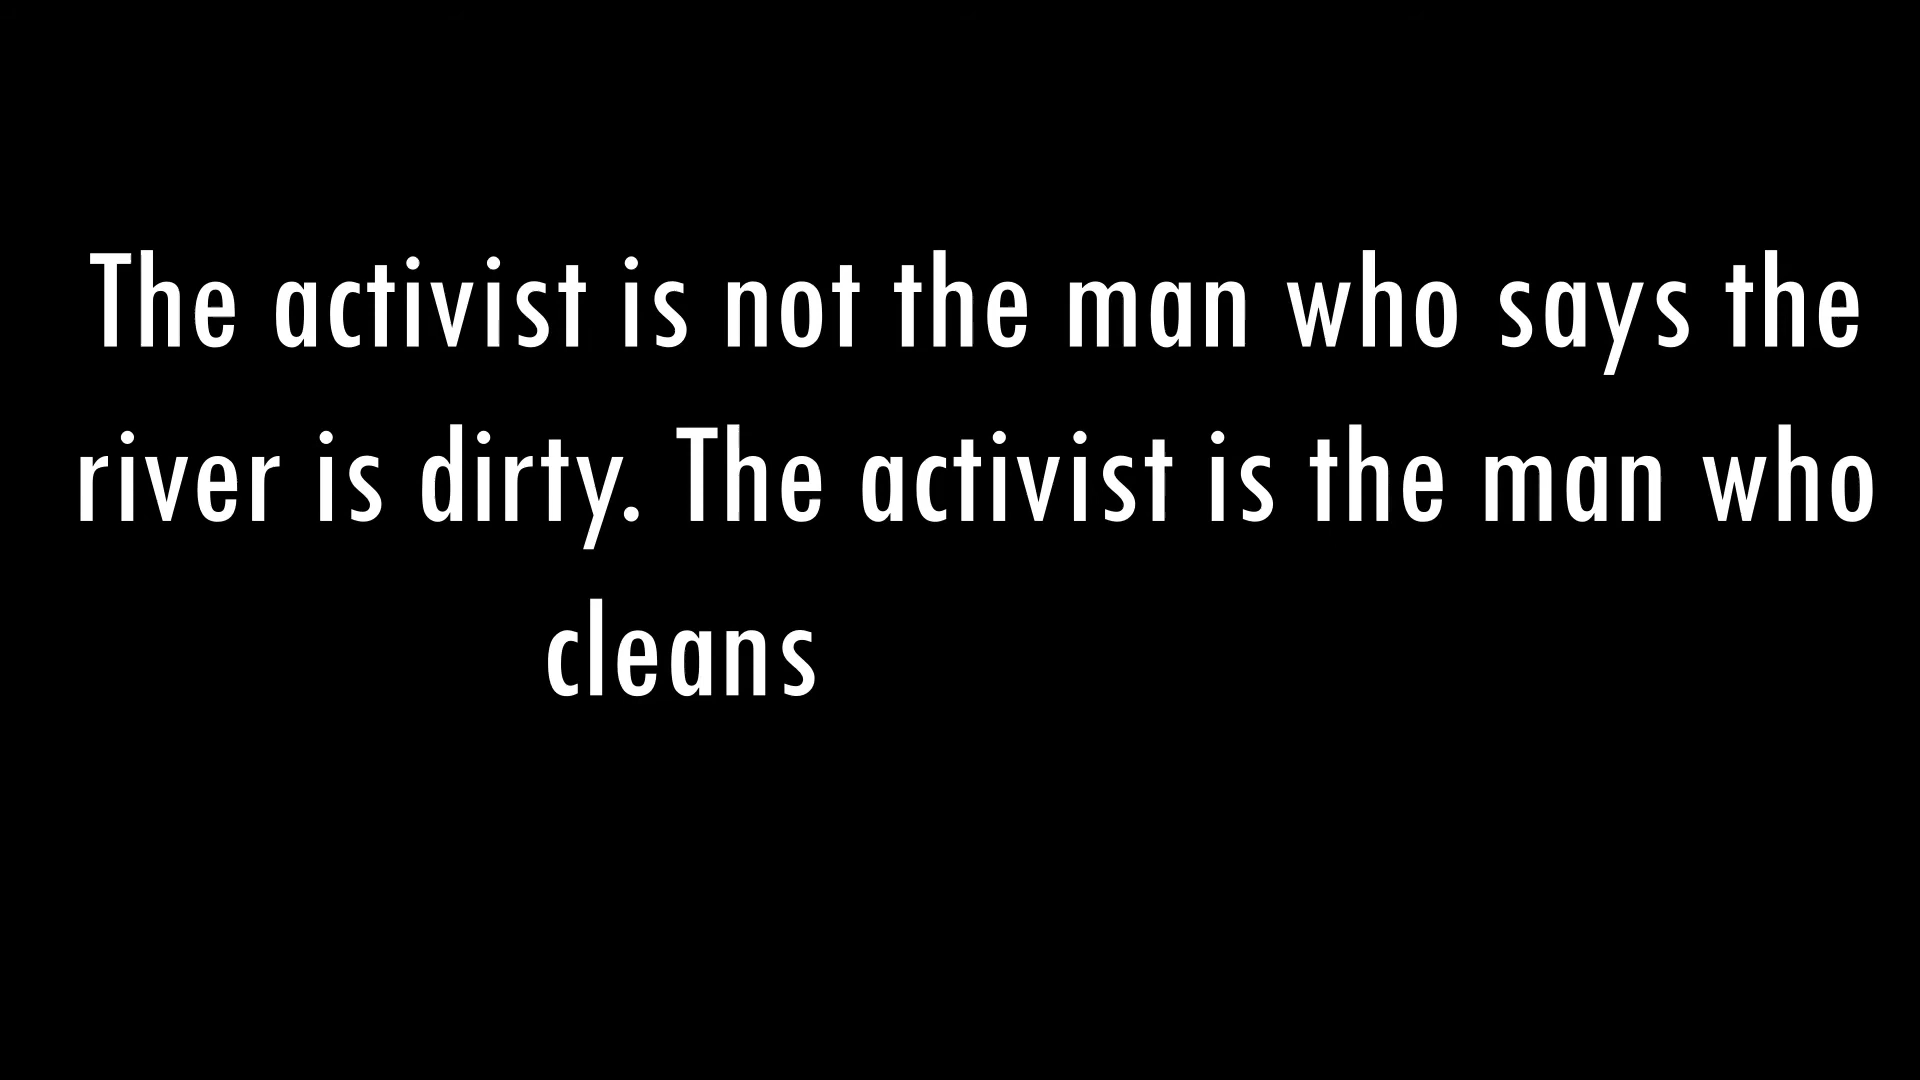 The activist is not the man who says the
river is dirty. The activist is the man who
cleans